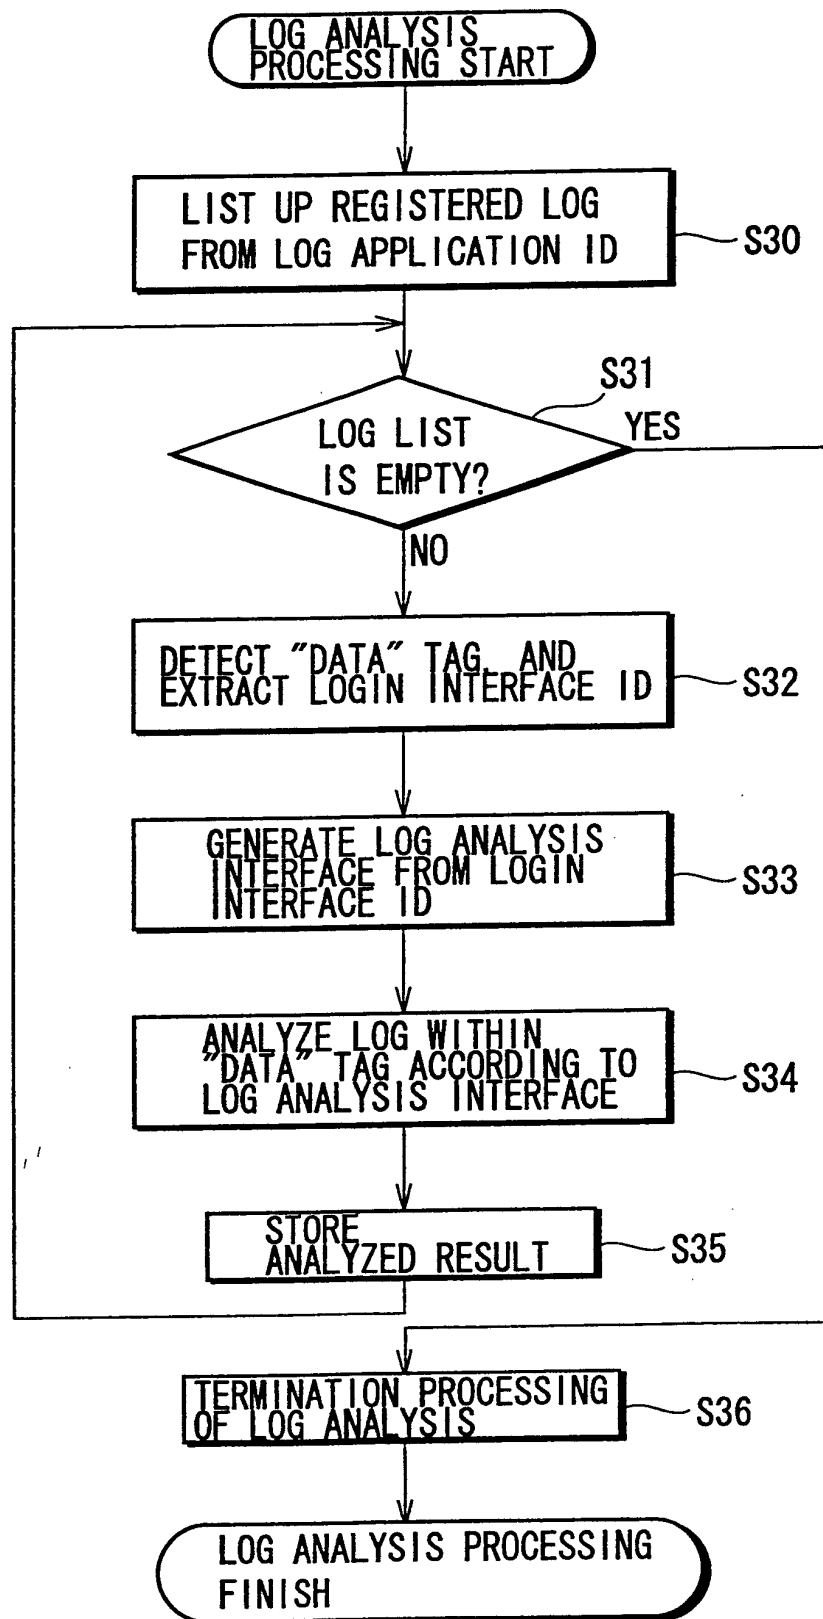 LOG ANALYSIS
PROCESSING START
LIST UP REGISTERED LOG
FROM LOG APPLICATION ID
S30
S31
LOG LIST
IS EMPTY?
YES
NO
DETECT "DATA" TAG, AND
EXTRACT LOGIN INTERFACE ID
S32
GENERATE LOG ANALYSIS
INTERFACE FROM LOGIN
INTERFACE ID
S33
ANALYZE LOG WITHIN
"DATA" TAG ACCORDING TO
LOG ANALYSIS INTERFACE
S34
STORE
ANALYZED RESULT
S35
TERMINATION PROCESSING
OF LOG ANALYSIS
S36
LOG ANALYSIS PROCESSING
FINISH